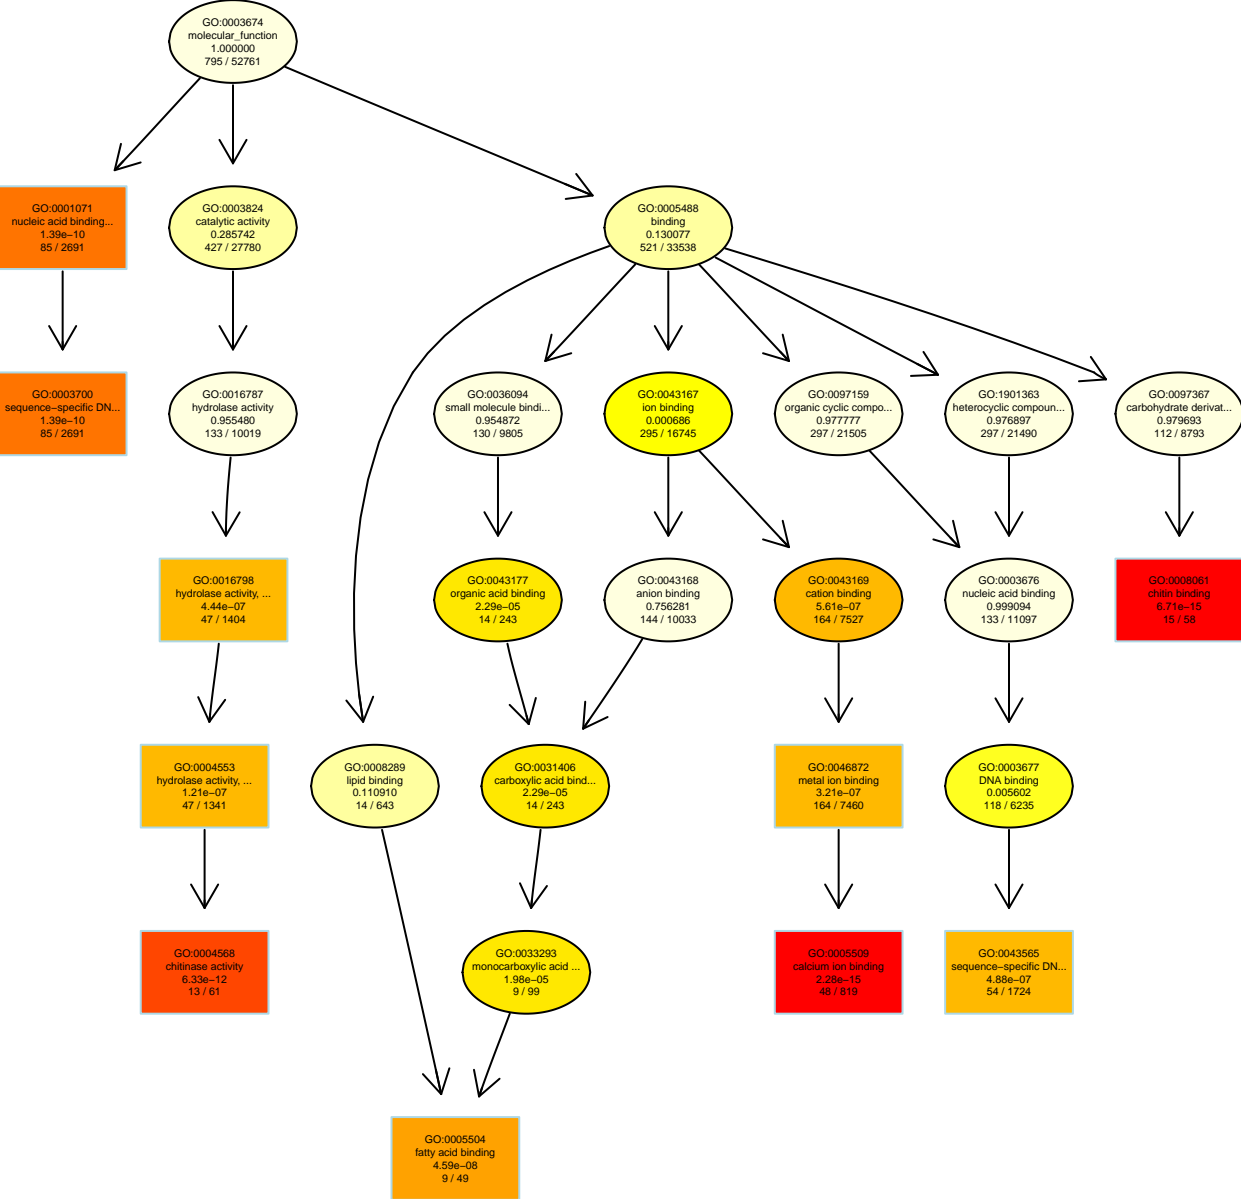 GO:0003674
molecular_function
1.000000
795 / 52761
GO:0001071
nucleic acid binding...
1.39e−10
85 / 2691
GO:0003824
catalytic activity
0.285742
427 / 27780
GO:0005488
binding
0.130077
521 / 33538
GO:0003700
sequence−specific DN...
1.39e−10
85 / 2691
GO:0016787
hydrolase activity
0.955480
133 / 10019
GO:0036094
small molecule bindi...
0.954872
130 / 9805
GO:0043167
ion binding
0.000686
295 / 16745
GO:0097159
organic cyclic compo...
0.977777
297 / 21505
GO:1901363
heterocyclic compoun...
0.976897
297 / 21490
GO:0097367
carbohydrate derivat...
0.979693
112 / 8793
GO:0016798
hydrolase activity, ...
4.44e−07
47 / 1404
GO:0043177
organic acid binding
2.29e−05
14 / 243
GO:0043168
anion binding
0.756281
144 / 10033
GO:0043169
cation binding
5.61e−07
164 / 7527
GO:0003676
nucleic acid binding
0.999094
133 / 11097
GO:0008061
chitin binding
6.71e−15
15 / 58
GO:0004553
hydrolase activity, ...
1.21e−07
47 / 1341
GO:0008289
lipid binding
0.110910
14 / 643
GO:0031406
carboxylic acid bind...
2.29e−05
14 / 243
GO:0046872
metal ion binding
3.21e−07
164 / 7460
GO:0003677
DNA binding
0.005602
118 / 6235
GO:0004568
chitinase activity
6.33e−12
13 / 61
GO:0033293
monocarboxylic acid ...
1.98e−05
9 / 99
GO:0005509
calcium ion binding
2.28e−15
48 / 819
GO:0043565
sequence−specific DN...
4.88e−07
54 / 1724
GO:0005504
fatty acid binding
4.59e−08
9 / 49